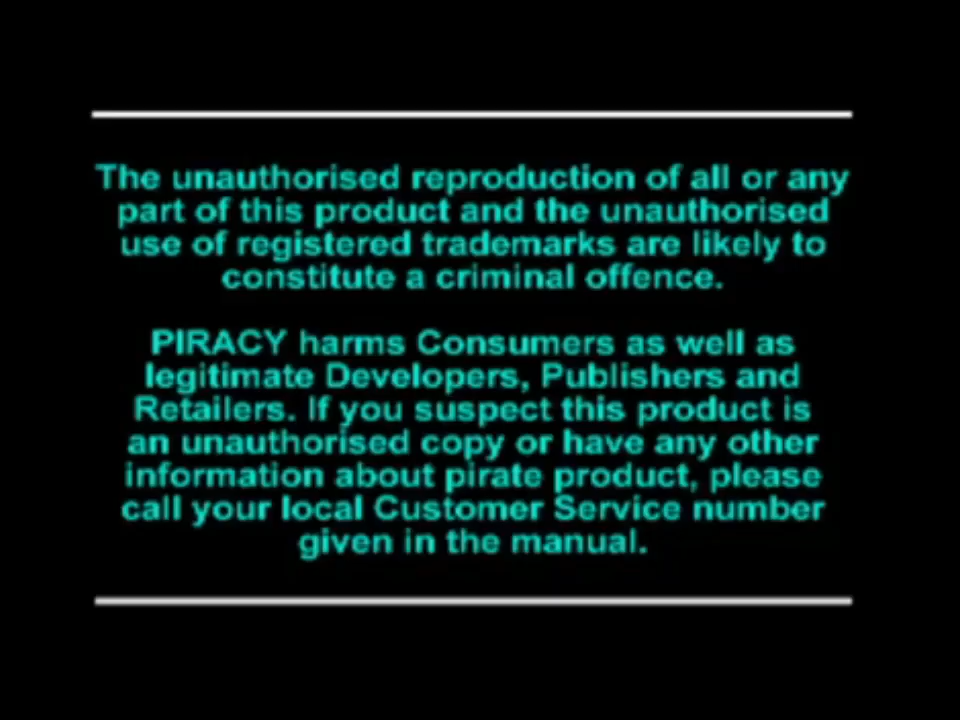 The unauthorised reproduction of all or any
part of this product and the unauthorised
use of registered trademarks are likely to
constitute a criminal offence.
PIRACY harms Consumers as well as
legitimate Developers, Publishers and
Retailers. If you suspect this product is
an unauthorised copy or have any other
information about pirate product, please
call your local Customer Service number
given in the manual.